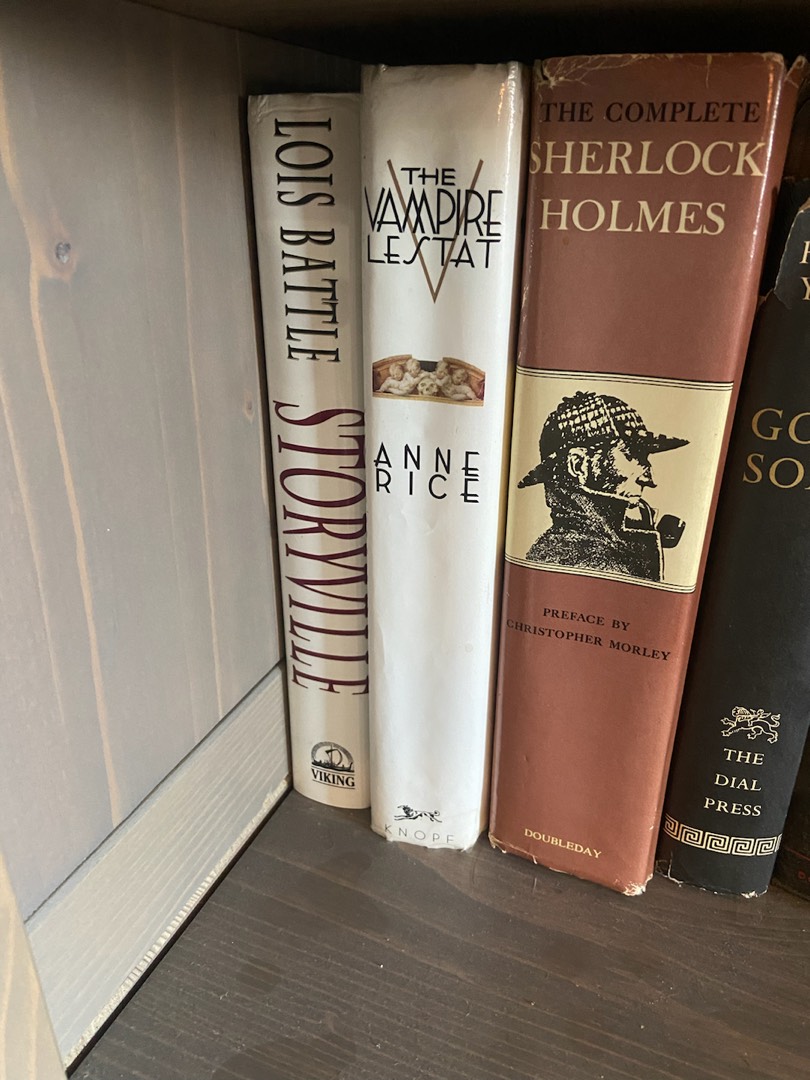 LOIS BATTLE
STORYVILLE
VIKING
THE
VAMPIRE
LESTAT
ANNE
RICE
KNOPF
THE COMPLETE
SHERLOCK
HOLMES
PREFACE BY
CHRISTOPHER MORLEY
DOUBLEDAY
THE
DIAL
PRESS